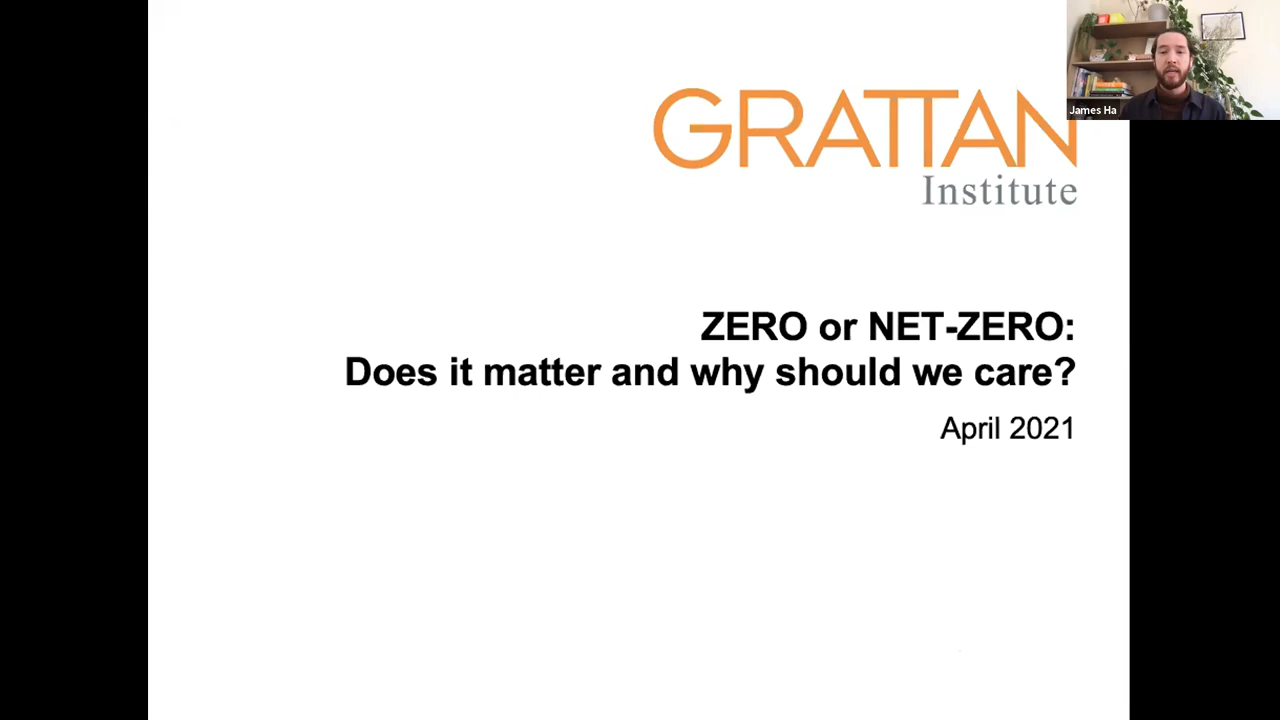 GRATTAN
Institute
James Ha
ZERO or NET-ZERO:
Does it matter and why should we care?
April 2021